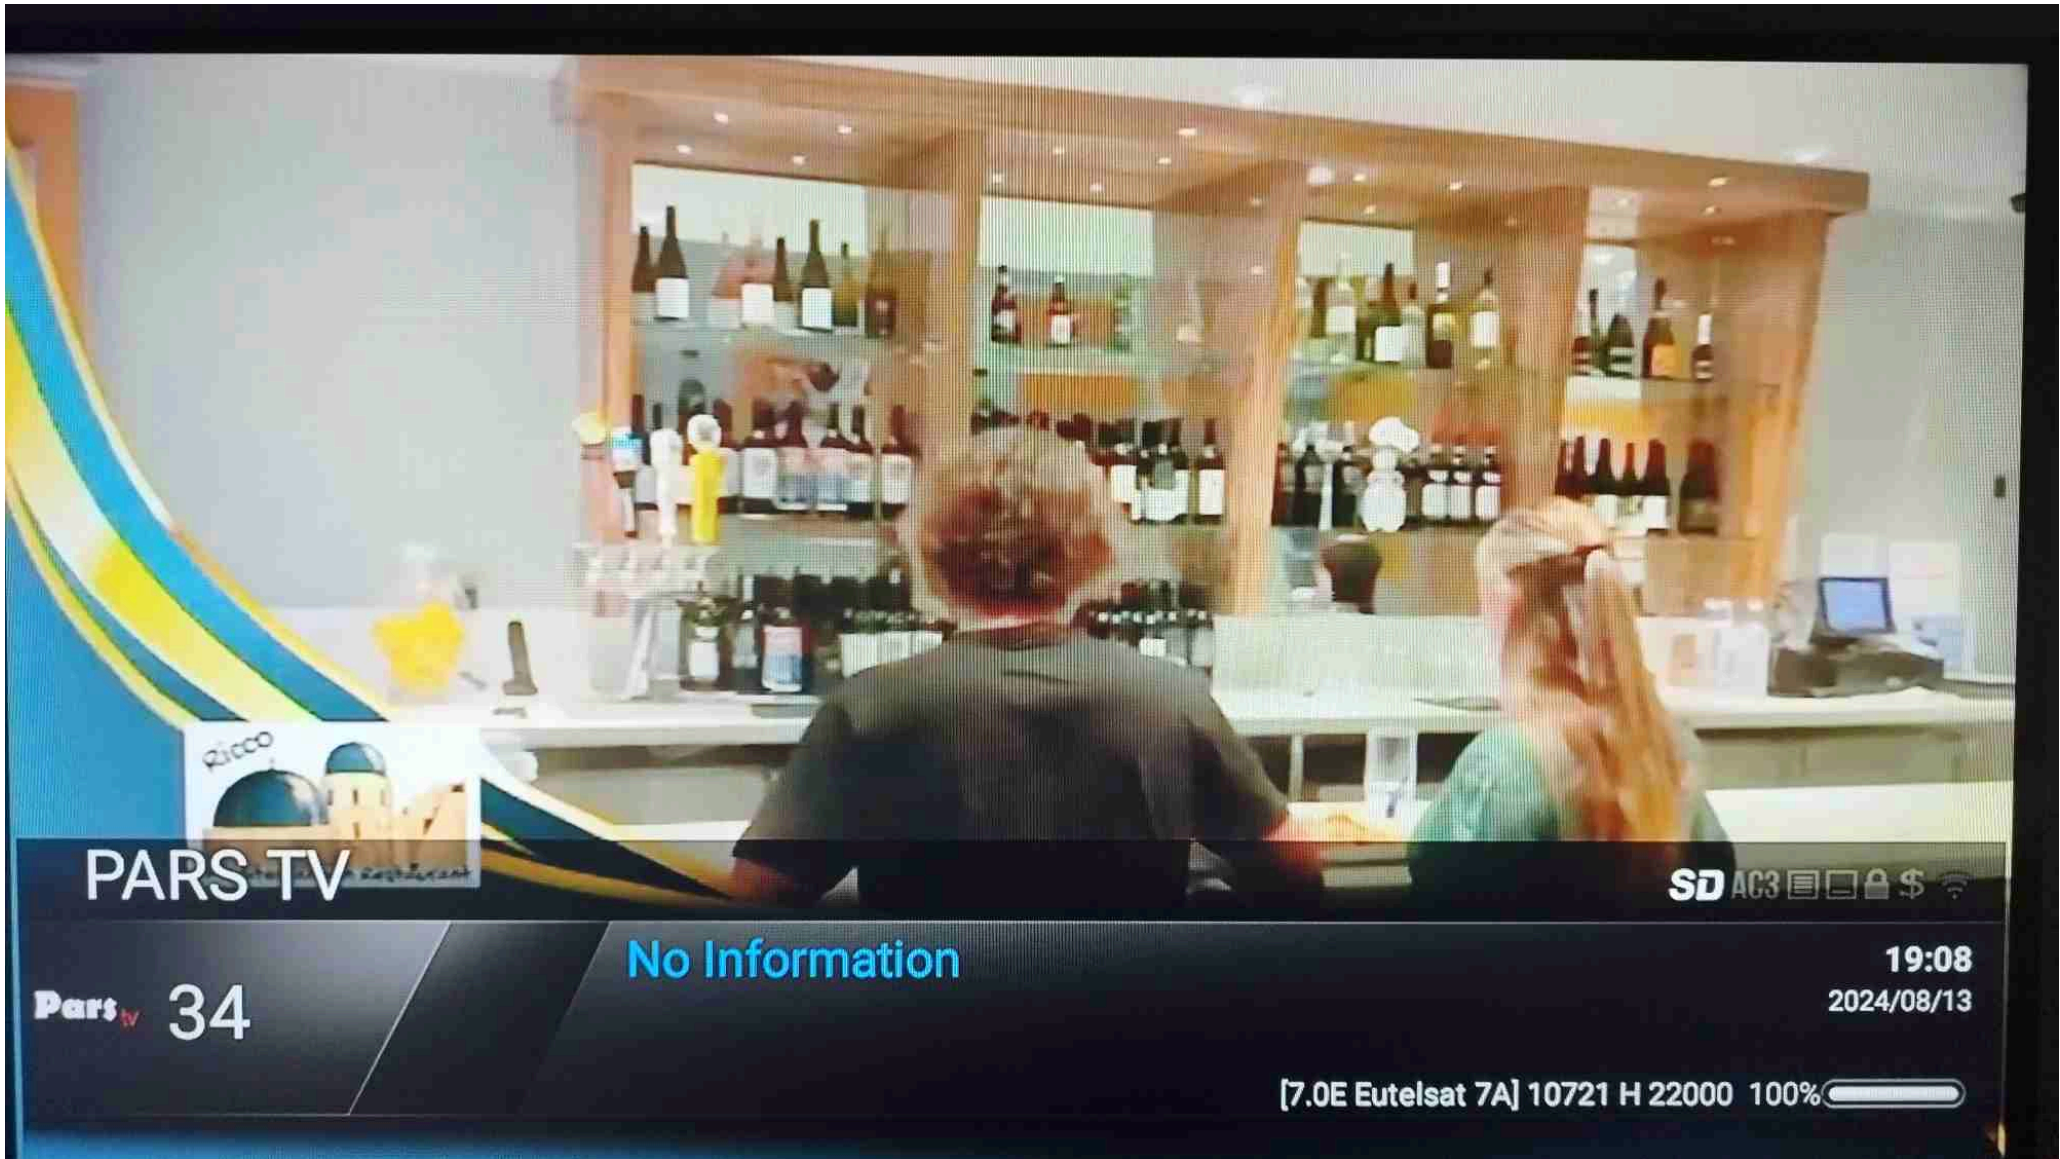 Ricco
PARS TV
Restaurant
SD AC3 $
No Information
19:08
2024/08/13
Pars tv 34
[7.0E Eutelsat 7A] 10721 H 22000 100%